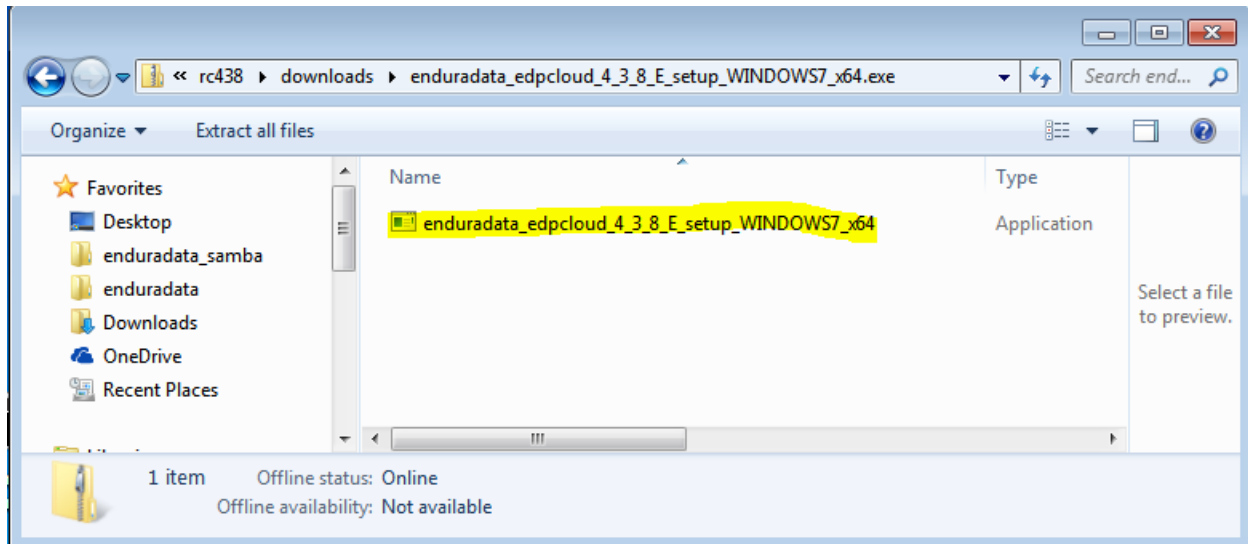 « rc438 ▸ downloads ▸ enduradata_edpcloud_4_3_8_E_setup_WINDOWS7_x64.exe
Search end...
Organize Extract all files
Name Type
enduradata_edpcloud_4_3_8_E_setup_WINDOWS7_x64 Application
Favorites
Desktop
enduradata_samba
enduradata
Downloads
OneDrive
Recent Places
Select a file
to preview.
1 item Offline status: Online
Offline availability: Not available